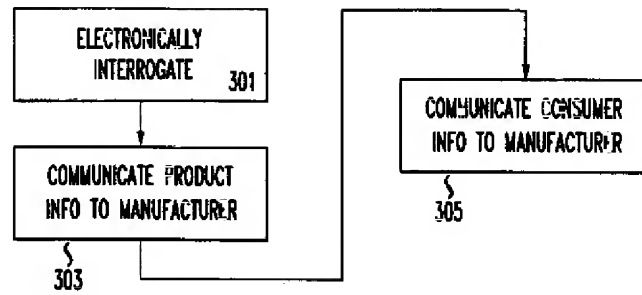 ELECTRONICALLY
INTERROGATE
301
COMMUNICATE PRODUCT
INFO TO MANUFACTURER
303
COMMUNICATE CONSUMER
INFO TO MANUFACTURER
305